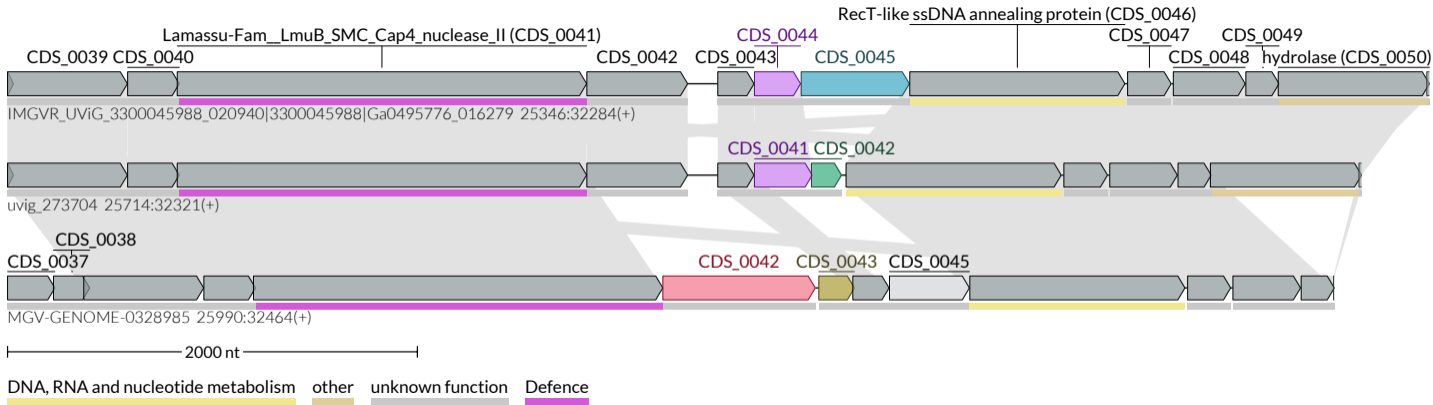 RecT-like ssDNA annealing protein (CDS_0046)
Lamassu-Fam__LmuB_SMC_Cap4_nuclease_II (CDS_0041) CDS_0044 CDS_0047 CDS_0049
CDS_0039 CDS_0040 CDS_0042 CDS_0043 CDS_0045 CDS_0048 hydrolase (CDS_0050)
IMGVR_UViG_3300045988_020940|3300045988|Ga0495776_016279 25346:32284(+)
CDS_0041 CDS_0042
uvig_273704 25714:32321(+)
CDS_0038
CDS_0037 CDS_0042 CDS_0043 CDS_0045
MGV-GENOME-0328985 25990:32464(+)
2000 nt
DNA, RNA and nucleotide metabolism other unknown function Defence